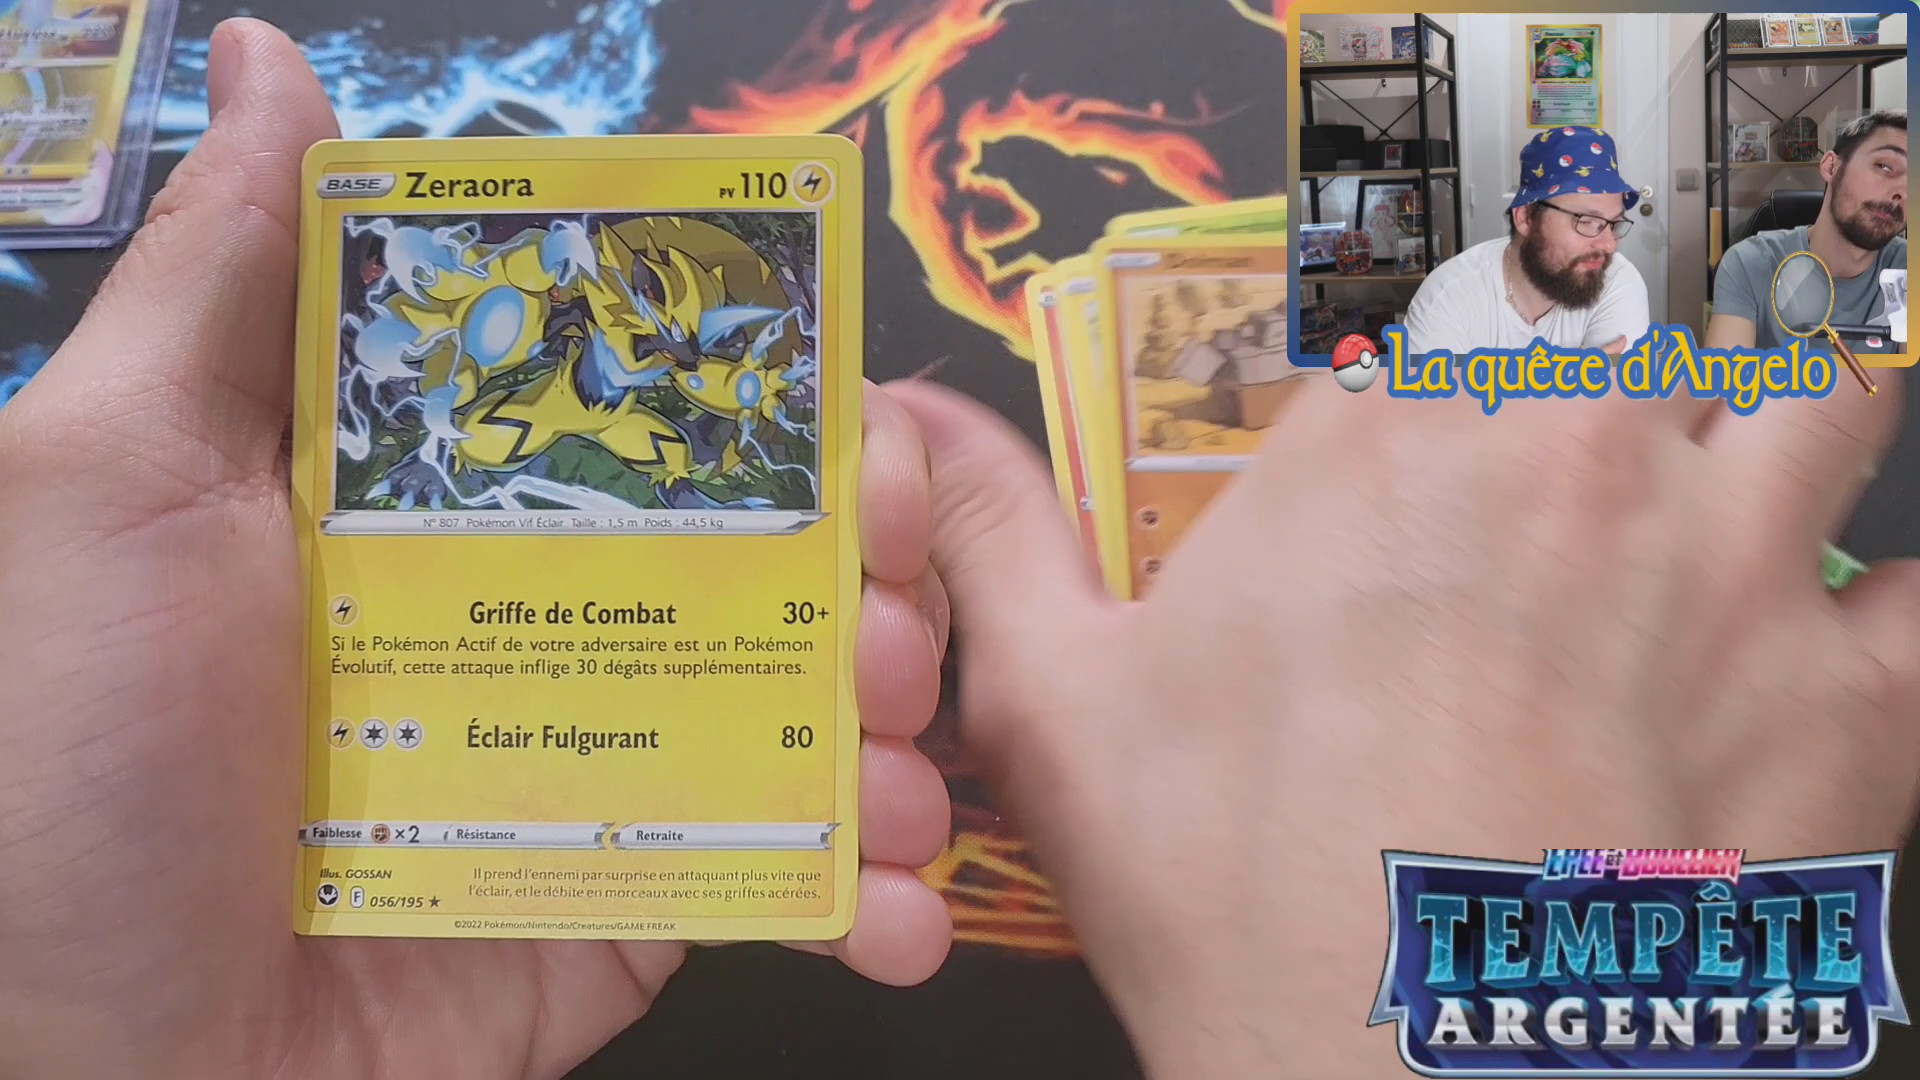 BASE Zeraora PV 110
N° 807 Pokémon Vif Éclair Taille : 1,5 m Poids : 44,5 kg
Griffe de Combat 30+
Si le Pokémon Actif de votre adversaire est un Pokémon
Évolutif, cette attaque inflige 30 dégâts supplémentaires.
Éclair Fulgurant 80
Faiblesse ×2 Résistance Retraite
Illus. GOSSAN
Il prend l'ennemi par surprise en attaquant plus vite que
l'éclair, et le débite en morceaux avec ses griffes acérées.
F 056/195 ★
©2022 Pokémon/Nintendo/Creatures/GAME FREAK
La quête d'Angelo
ÉPÉE et BOUCLIER
TEMPÊTE
ARGENTÉE